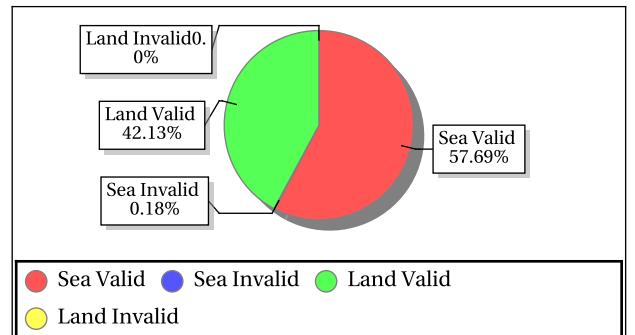 Land Invalid0.
0%
Land Valid
42.13%
Sea Valid
57.69%
Sea Invalid
0.18%
Sea Valid Sea Invalid Land Valid
Land Invalid